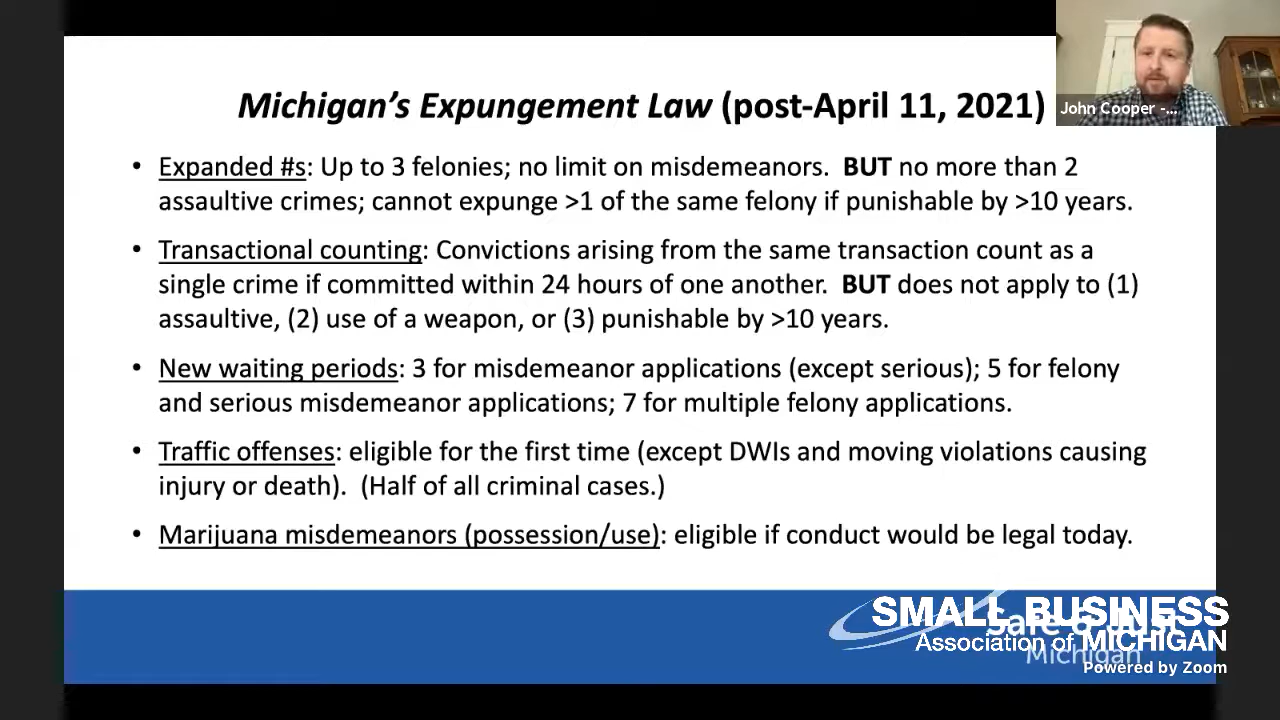 Michigan's Expungement Law (post-April 11, 2021)
John Cooper -...
• Expanded #s: Up to 3 felonies; no limit on misdemeanors. BUT no more than 2
assaultive crimes; cannot expunge >1 of the same felony if punishable by >10 years.
• Transactional counting: Convictions arising from the same transaction count as a
single crime if committed within 24 hours of one another. BUT does not apply to (1)
assaultive, (2) use of a weapon, or (3) punishable by >10 years.
• New waiting periods: 3 for misdemeanor applications (except serious); 5 for felony
and serious misdemeanor applications; 7 for multiple felony applications.
• Traffic offenses: eligible for the first time (except DWIs and moving violations causing
injury or death). (Half of all criminal cases.)
• Marijuana misdemeanors (possession/use): eligible if conduct would be legal today.
SMALL BUSINESS
Association of MICHIGAN
Safe & Just
Michigan
Powered by Zoom